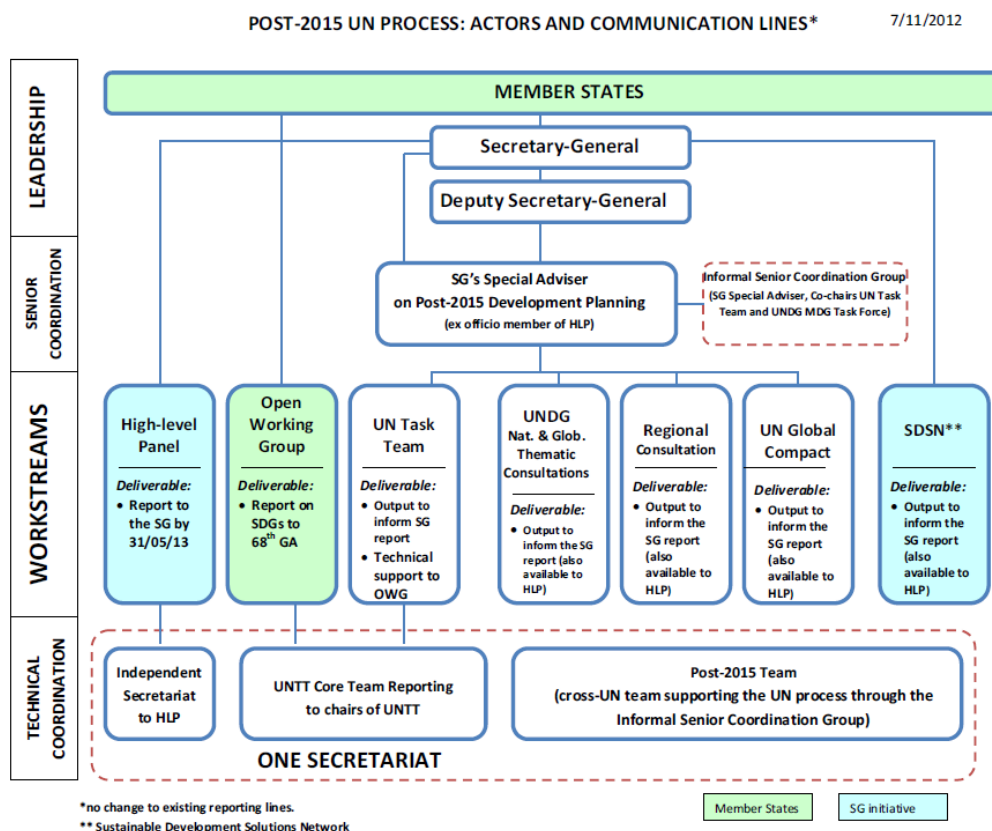 POST-2015 UN PROCESS: ACTORS AND COMMUNICATION LINES*
7/11/2012
LEADERSHIP
MEMBER STATES
Secretary-General
Deputy Secretary-General
SENIOR
COORDINATION
SG's Special Adviser
on Post-2015 Development Planning
(ex officio member of HLP)
Informal Senior Coordination Group
(SG Special Adviser, Co-chairs UN Task
Team and UNDG MDG Task Force)
WORKSTREAMS
High-level
Panel
Deliverable:
• Report to
the SG by
31/05/13
Open
Working
Group
Deliverable:
• Report on
SDGs to
68th GA
UN Task
Team
Deliverable:
• Output to
inform SG
report
• Technical
support to
OWG
UNDG
Nat. & Glob.
Thematic
Consultations
Deliverable:
• Output to
inform the SG
report (also
available to
HLP)
Regional
Consultation
Deliverable:
• Output to
inform the
SG report
(also
available to
HLP)
UN Global
Compact
Deliverable:
• Output to
inform the
SG report
(also
available to
HLP)
SDSN**
Deliverable:
• Output to
inform the
SG report
(also
available to
HLP)
TECHNICAL
COORDINATION
Independent
Secretariat
to HLP
UNTT Core Team Reporting
to chairs of UNTT
Post-2015 Team
(cross-UN team supporting the UN process through the
Informal Senior Coordination Group)
ONE SECRETARIAT
*no change to existing reporting lines.
** Sustainable Development Solutions Network
Member States
SG initiative